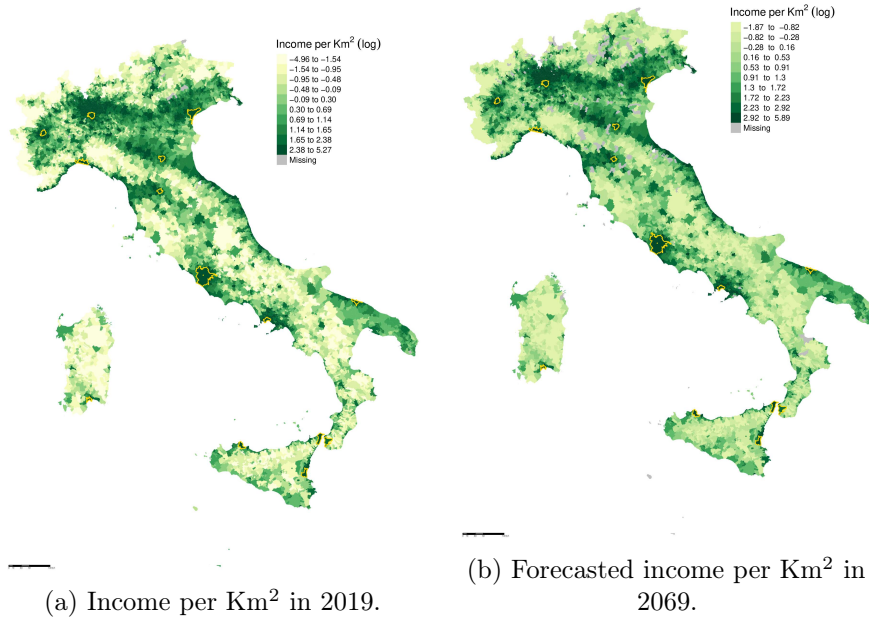 Income per Km² (log)
−4.96 to −1.54
−1.54 to −0.95
−0.95 to −0.48
−0.48 to −0.09
−0.09 to 0.30
0.30 to 0.69
0.69 to 1.14
1.14 to 1.65
1.65 to 2.38
2.38 to 5.27
Missing
Income per Km² (log)
−1.87 to −0.82
−0.82 to −0.28
−0.28 to 0.16
0.16 to 0.53
0.53 to 0.91
0.91 to 1.3
1.3 to 1.72
1.72 to 2.23
2.23 to 2.92
2.92 to 5.89
Missing
(a) Income per Km² in 2019.
(b) Forecasted income per Km² in
2069.